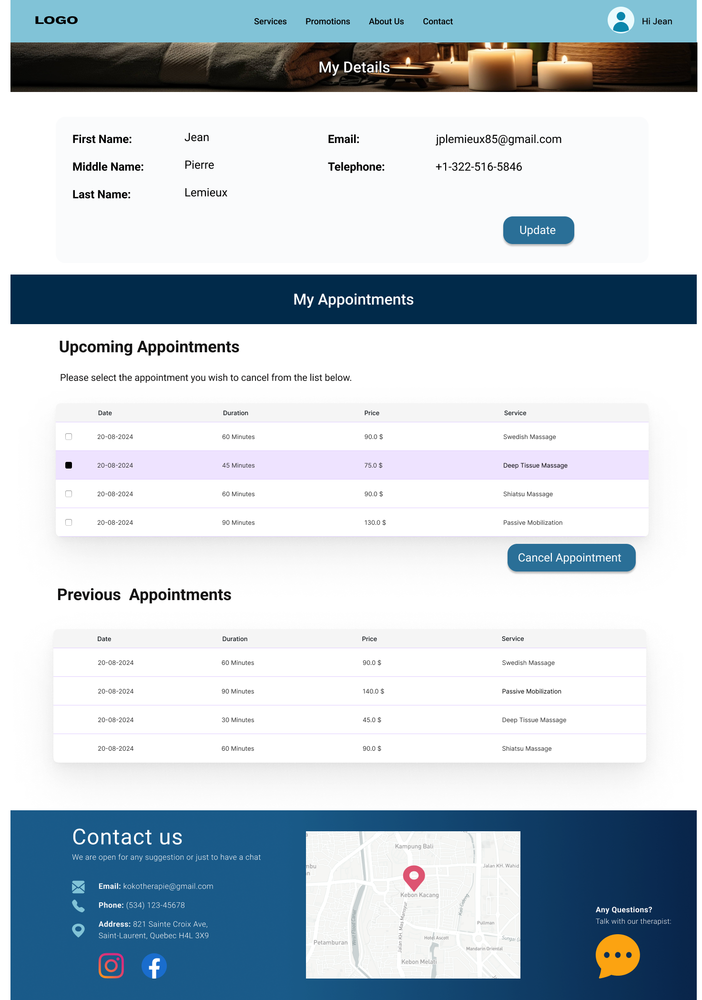 LOGO
Services Promotions About Us Contact
Hi Jean
My Details
First Name: Jean Email: jplemieux85@gmail.com
Middle Name: Pierre Telephone: +1-322-516-5846
Last Name: Lemieux
Update
My Appointments
Upcoming Appointments
Please select the appointment you wish to cancel from the list below.
Date Duration Price Service
20-08-2024 60 Minutes 90.0 $ Swedish Massage
20-08-2024 45 Minutes 75.0 $ Deep Tissue Massage
20-08-2024 60 Minutes 90.0 $ Shiatsu Massage
20-08-2024 90 Minutes 130.0 $ Passive Mobilization
Cancel Appointment
Previous Appointments
Date Duration Price Service
20-08-2024 60 Minutes 90.0 $ Swedish Massage
20-08-2024 90 Minutes 140.0 $ Passive Mobilization
20-08-2024 30 Minutes 45.0 $ Deep Tissue Massage
20-08-2024 60 Minutes 90.0 $ Shiatsu Massage
Contact us
We are open for any suggestion or just to have a chat
Email: kokotherapie@gmail.com
Phone: (534) 123-45678
Address: 821 Sainte Croix Ave,
Saint-Laurent, Quebec H4L 3X9
Kampung Bali
Jalan KH. Wahid
Kebon Kacang
Kali Cideng
Jalan KH. Mas Mansyur
West Flood Canal
Pullman
Hotel Ascott
Sungai G
Petamburan
Mandarin Oriental
Kebon Melati
Any Questions?
Talk with our therapist: